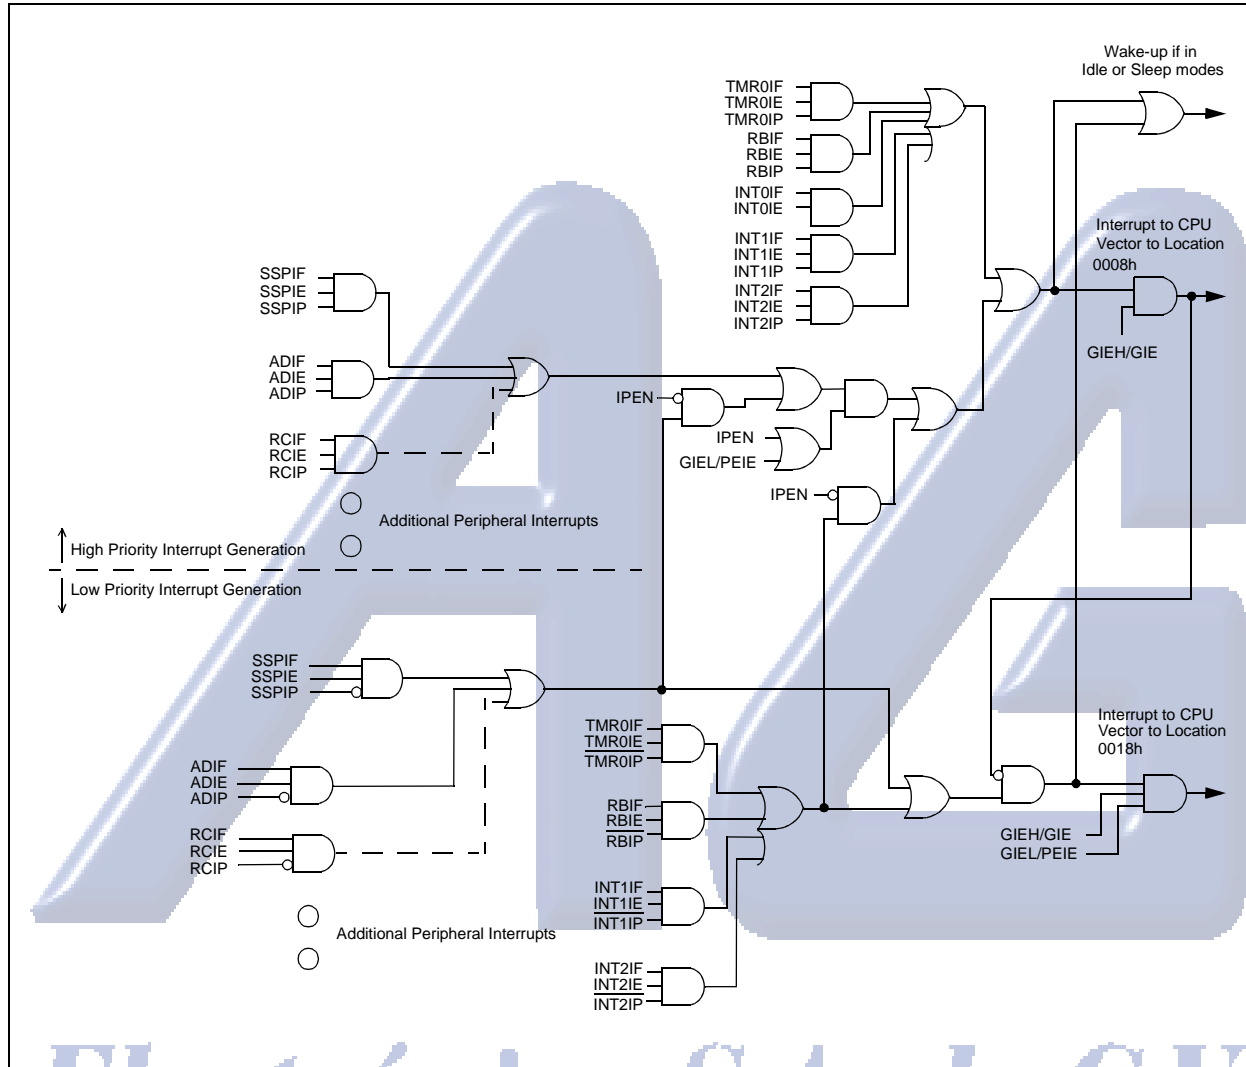 Wake-up if in
Idle or Sleep modes
TMR0IF
TMR0IE
TMR0IP
RBIF
RBIE
RBIP
INT0IF
INT0IE
INT1IF
INT1IE
INT1IP
INT2IF
INT2IE
INT2IP
Interrupt to CPU
Vector to Location
0008h
GIEH/GIE
SSPIF
SSPIE
SSPIP
ADIF
ADIE
ADIP
RCIF
RCIE
RCIP
IPEN
IPEN
GIEL/PEIE
IPEN
Additional Peripheral Interrupts
High Priority Interrupt Generation
Low Priority Interrupt Generation
SSPIF
SSPIE
SSPIP
ADIF
ADIE
ADIP
RCIF
RCIE
RCIP
Additional Peripheral Interrupts
TMR0IF
TMR0IE
TMR0IP
RBIF
RBIE
RBIP
INT1IF
INT1IE
INT1IP
INT2IF
INT2IE
INT2IP
Interrupt to CPU
Vector to Location
0018h
GIEH/GIE
GIEL/PEIE